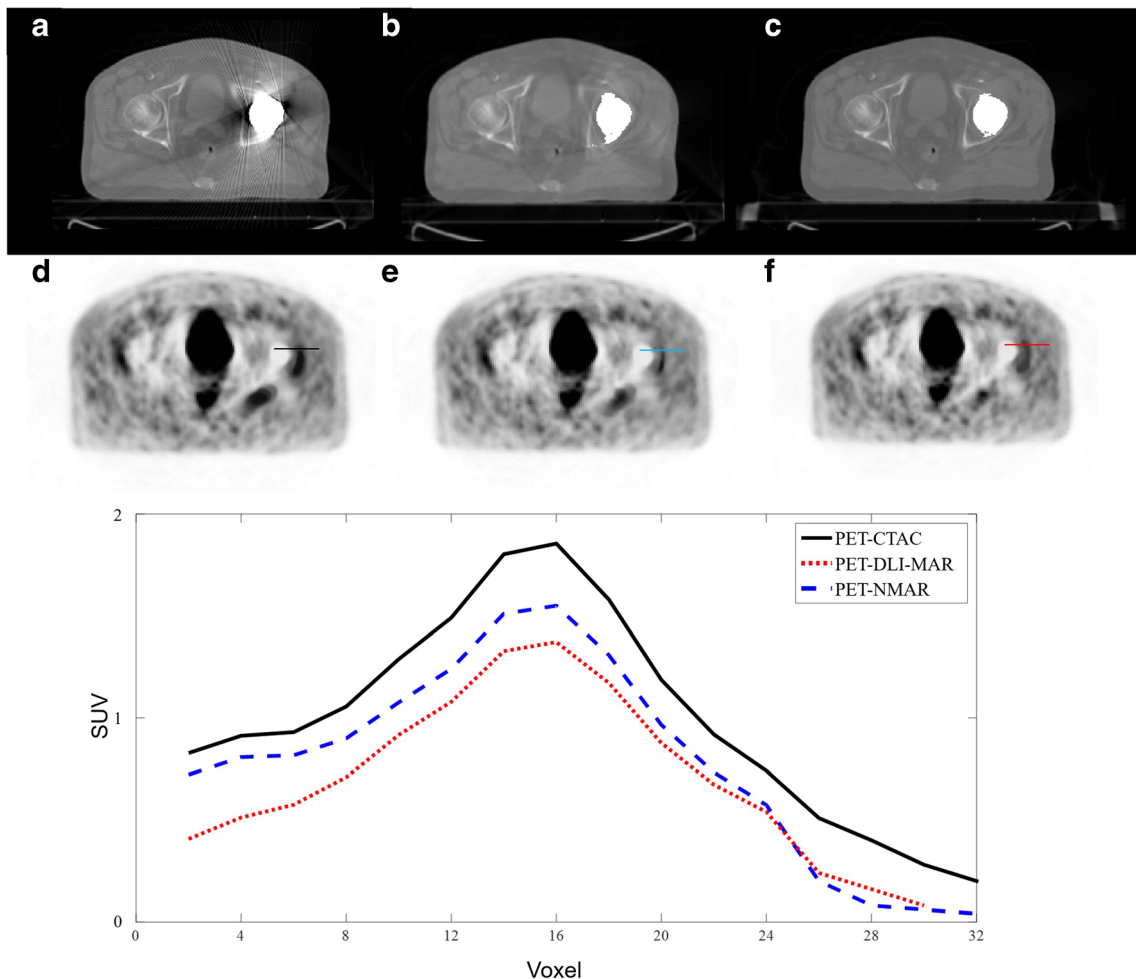 a b c
d e f
2
PET-CTAC
PET-DLI-MAR
PET-NMAR
1
SUV
0
0 4 8 12 16 20 24 28 32
Voxel